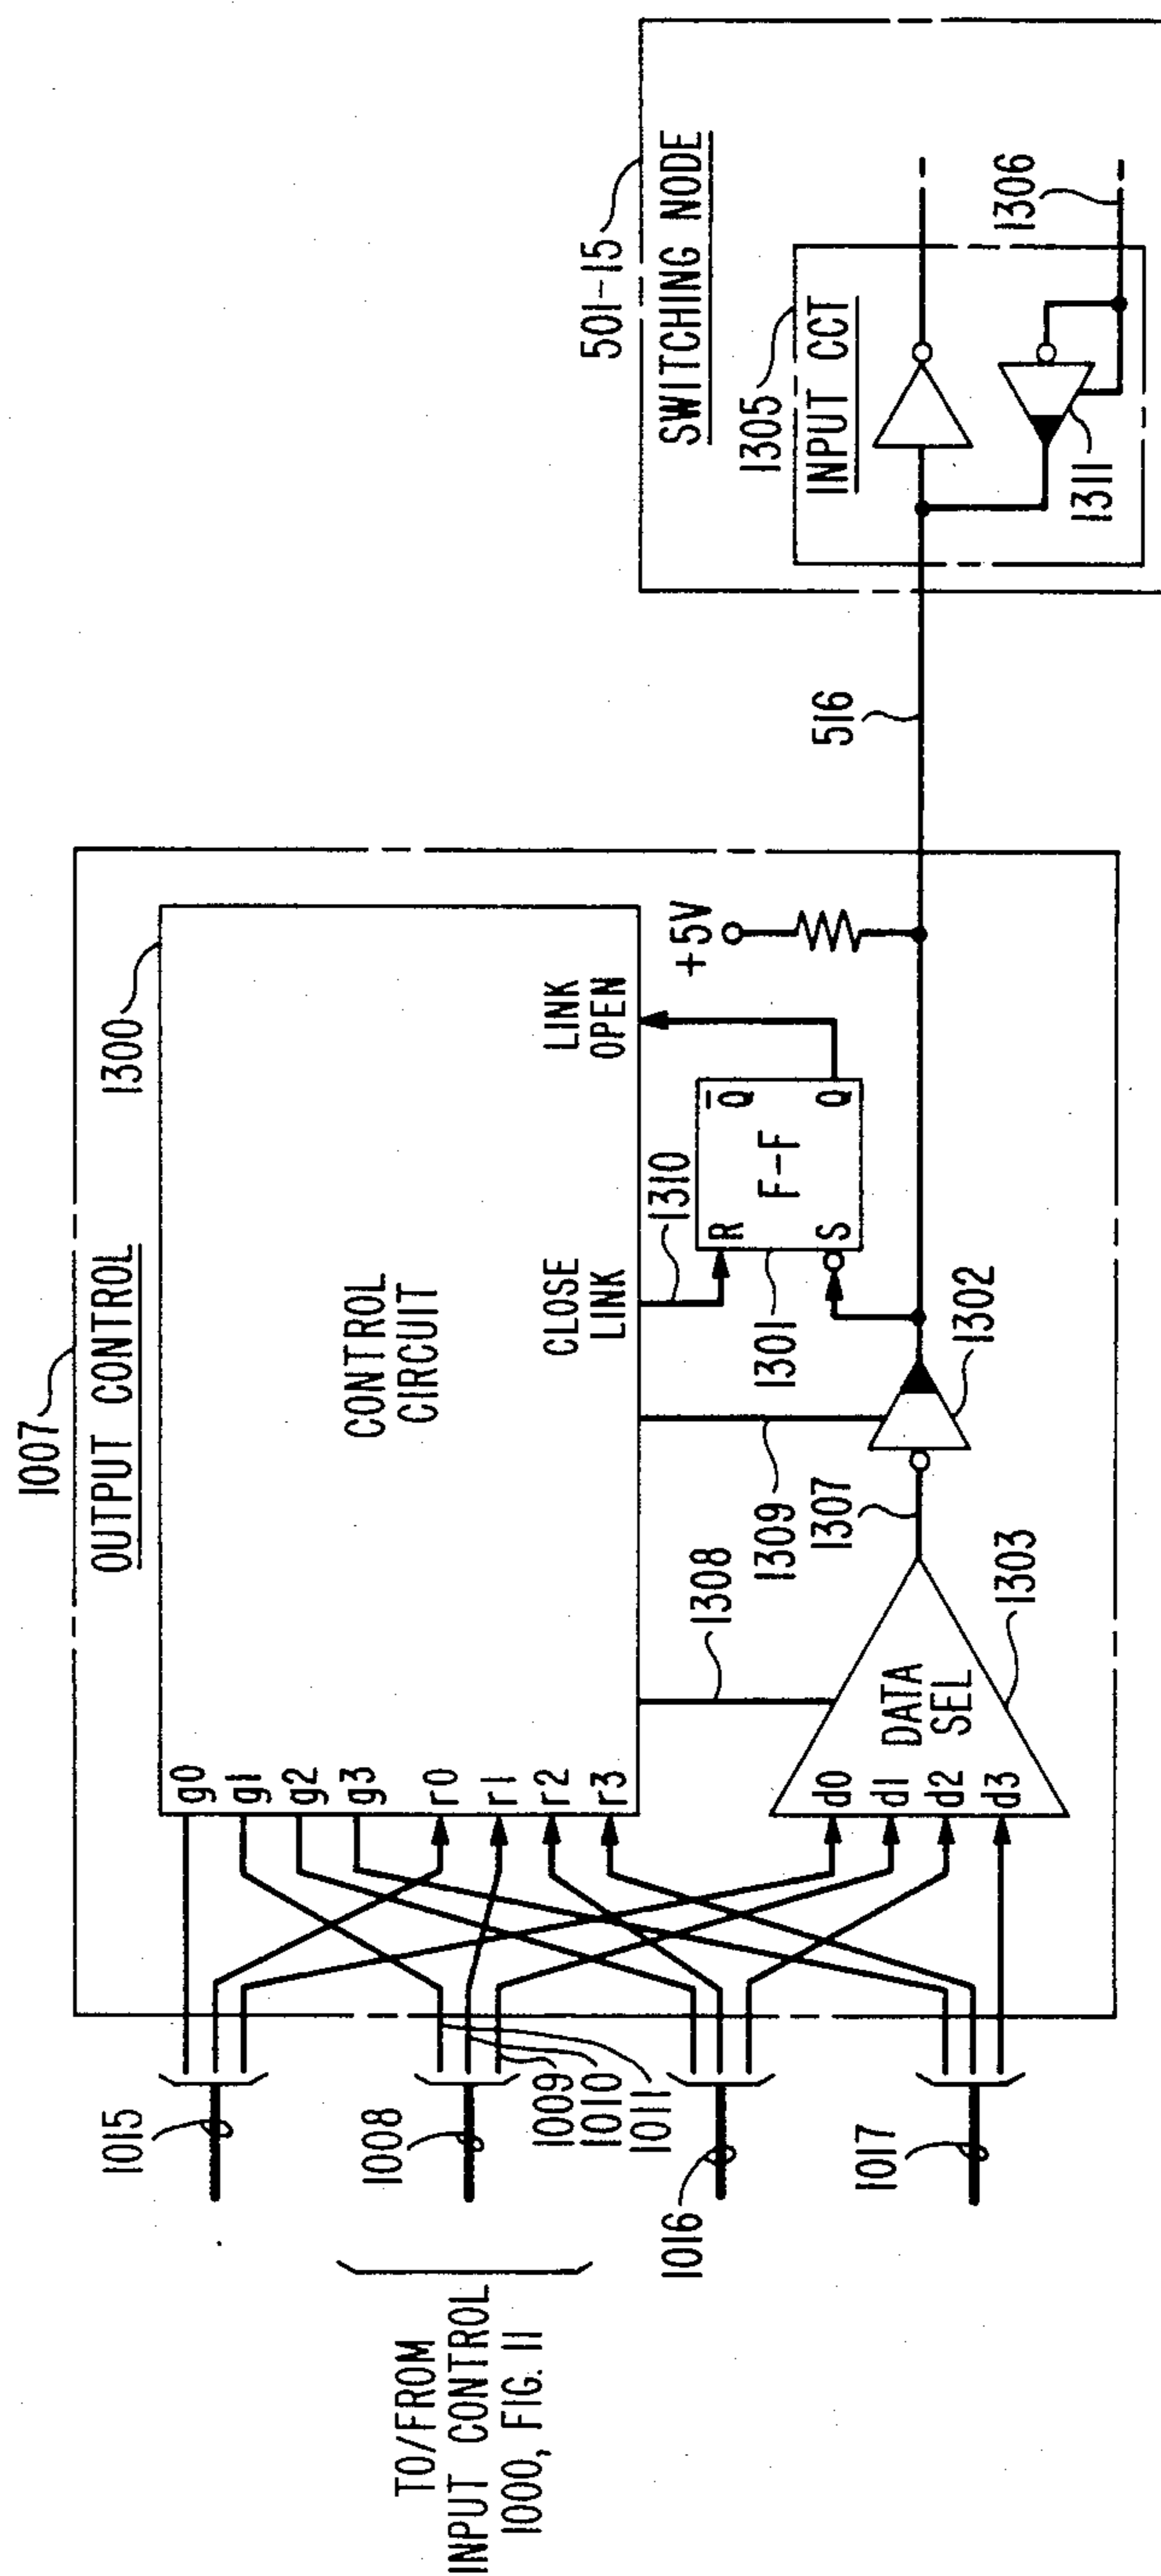 1007
OUTPUT CONTROL
1300
CONTROL
CIRCUIT
g0
g1
g2
g3
r0
r1
r2
r3
CLOSE
LINK
LINK
OPEN
1310
R
Q̅
F-F
S
Q
1301
+5V
1308
1309
1307
1302
DATA
SEL
d0
d1
d2
d3
1303
1015
1008
1009
1010
1011
1016
1017
TO/FROM
INPUT CONTROL
1000, FIG. 11
516
501-15
SWITCHING NODE
1305
INPUT CCT
1311
1306